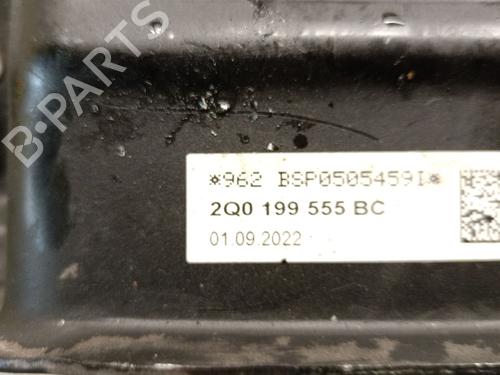 B-PARTS
*962 BSP0505459I*
2Q0 199 555 BC
01.09.2022